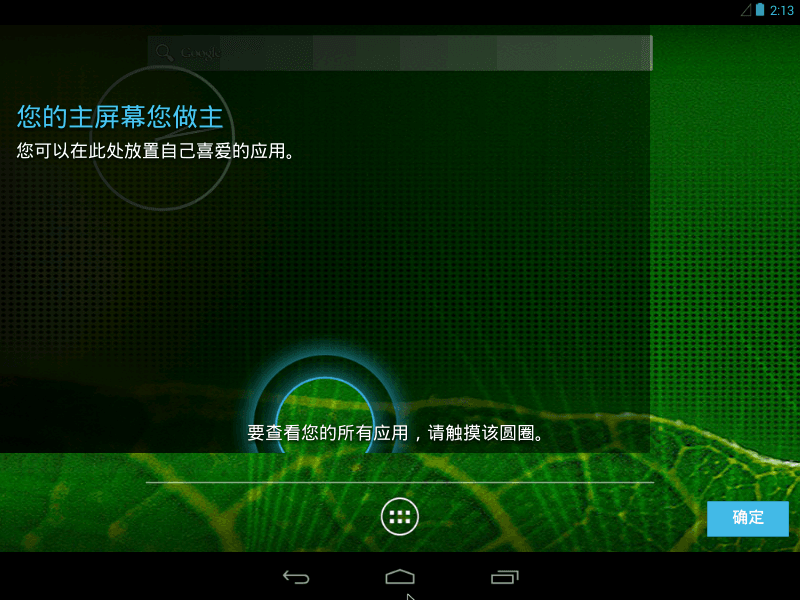 2:13
Google
您的主屏幕您做主
您可以在此处放置自己喜爱的应用。
要查看您的所有应用，请触摸该圆圈。
确定